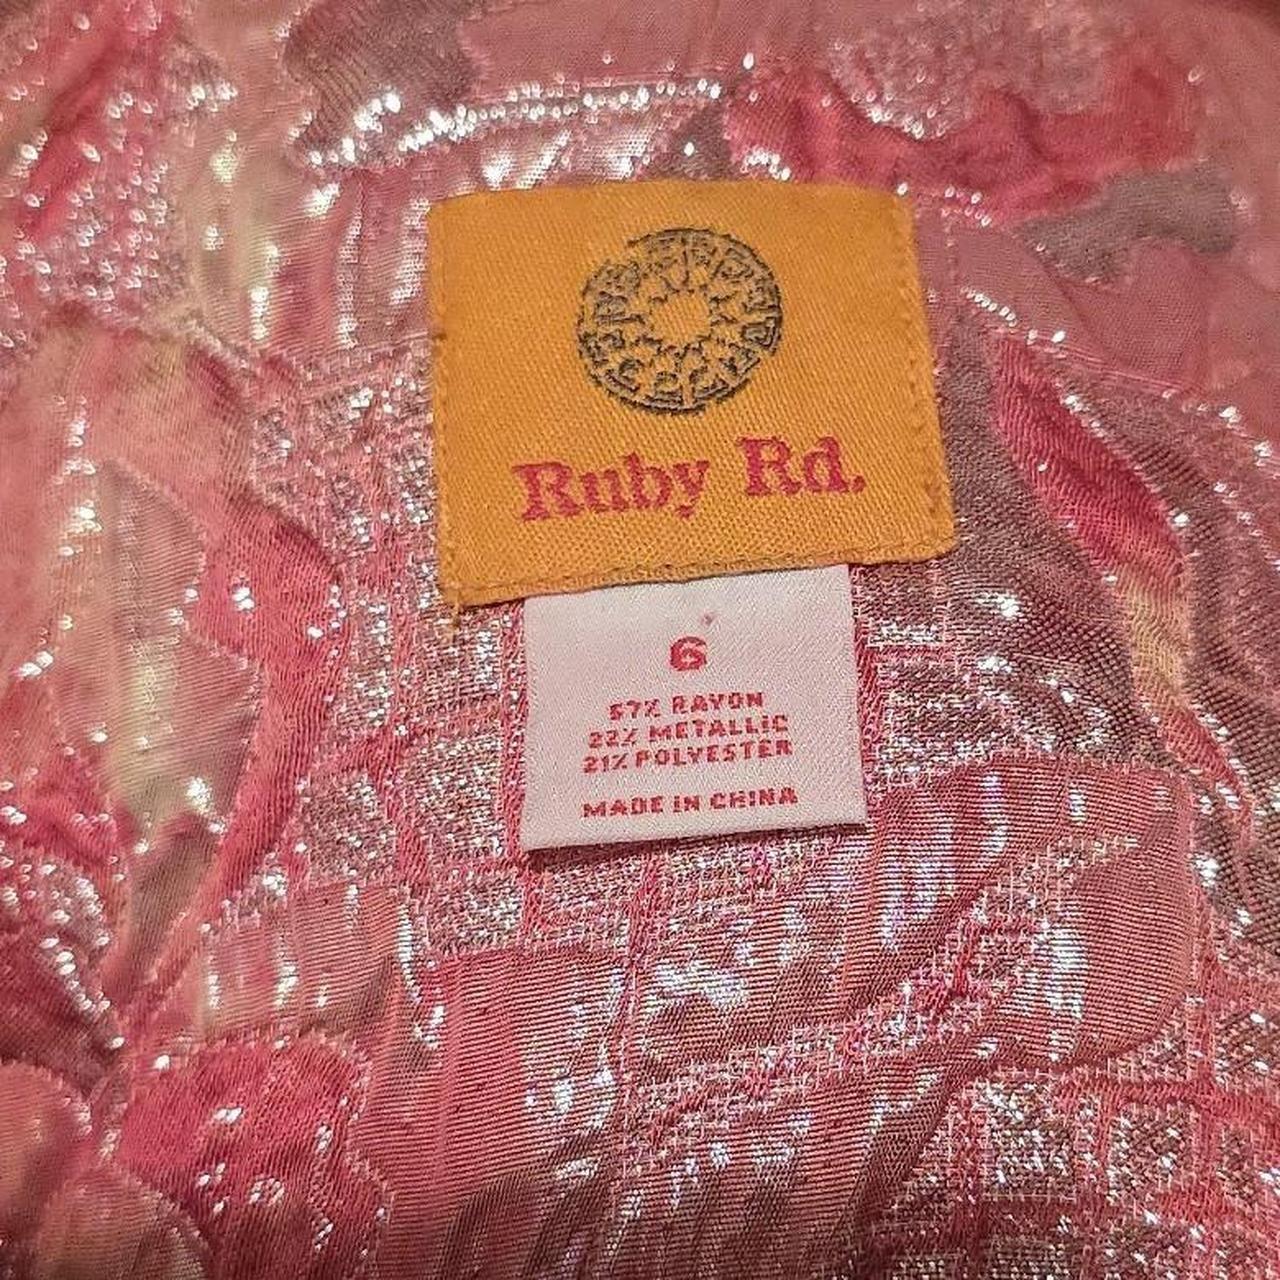 Ruby Rd.
6
57% RAYON
22% METALLIC
21% POLYESTER
MADE IN CHINA